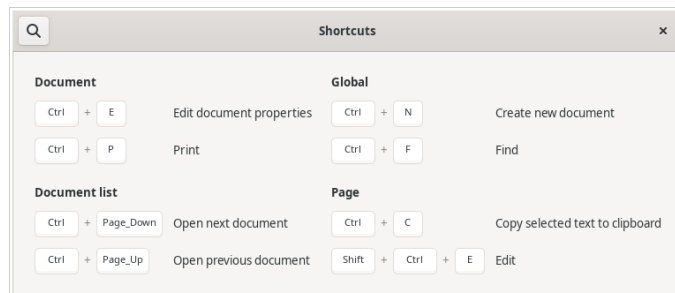 Shortcuts
Document
Ctrl + E Edit document properties
Ctrl + P Print
Document list
Ctrl + Page_Down Open next document
Ctrl + Page_Up Open previous document
Global
Ctrl + N Create new document
Ctrl + F Find
Page
Ctrl + C Copy selected text to clipboard
Shift + Ctrl + E Edit